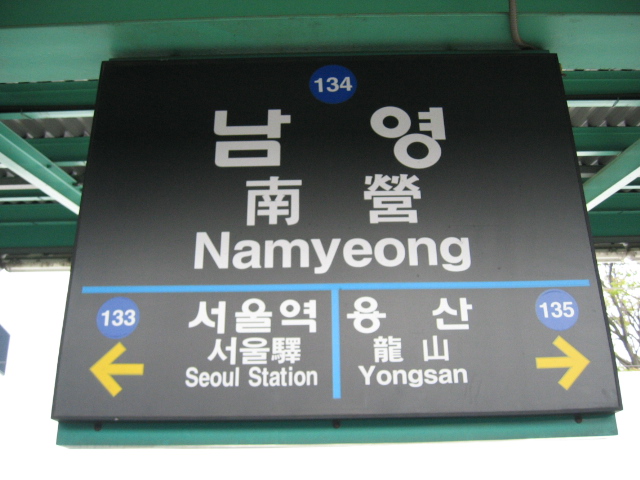 134
남 영
南 營
Namyeong
133
서울역
서울驛
Seoul Station
용 산
龍 山
Yongsan
135